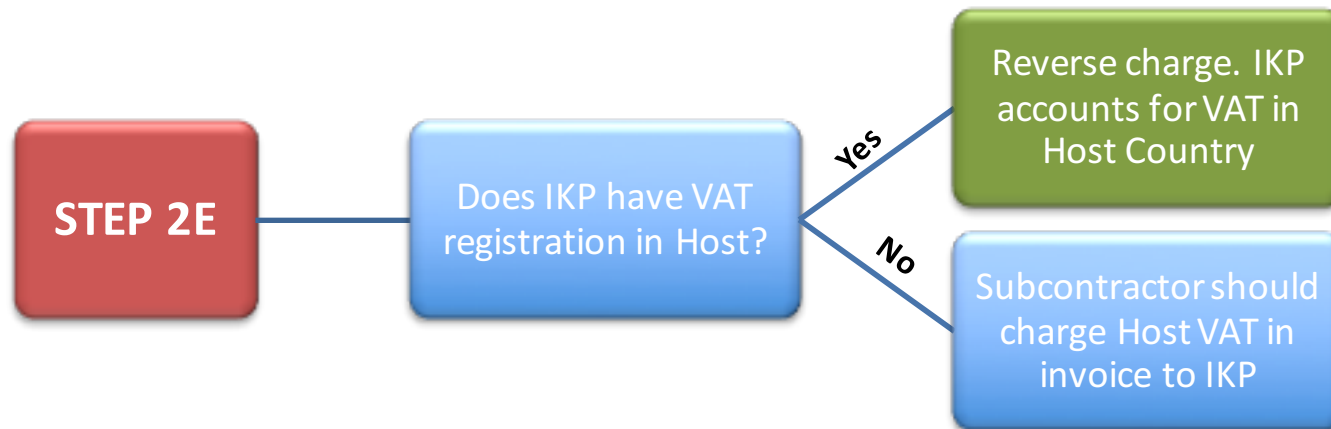 STEP 2E
Does IKP have VAT
registration in Host?
Yes
No
Reverse charge. IKP
accounts for VAT in
Host Country
Subcontractor should
charge Host VAT in
invoice to IKP